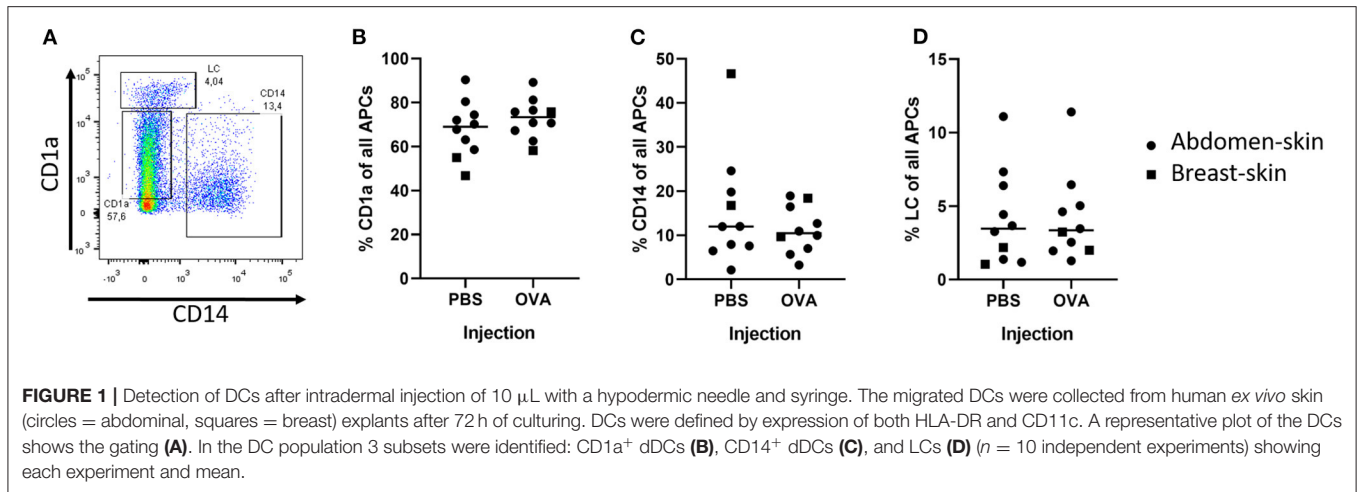 A
B
C
D
LC
4,04
CD14
13,4
CD1a
57,6
10^5
10^4
10^3
0
10^3
-10^3 0 10^3 10^4 10^5
CD1a
CD14
% CD1a of all APCs
100
80
60
40
20
0
PBS OVA
Injection
% CD14 of all APCs
50
40
30
20
10
0
PBS OVA
Injection
% LC of all APCs
15
10
5
0
PBS OVA
Injection
Abdomen-skin
Breast-skin
FIGURE 1 | Detection of DCs after intradermal injection of 10 μL with a hypodermic needle and syringe. The migrated DCs were collected from human ex vivo skin
(circles = abdominal, squares = breast) explants after 72 h of culturing. DCs were defined by expression of both HLA-DR and CD11c. A representative plot of the DCs
shows the gating (A). In the DC population 3 subsets were identified: CD1a+ dDCs (B), CD14+ dDCs (C), and LCs (D) (n = 10 independent experiments) showing
each experiment and mean.